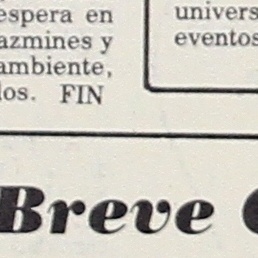 espera en
azmines y
ambiente,
los. FIN
univers
eventos
Breve